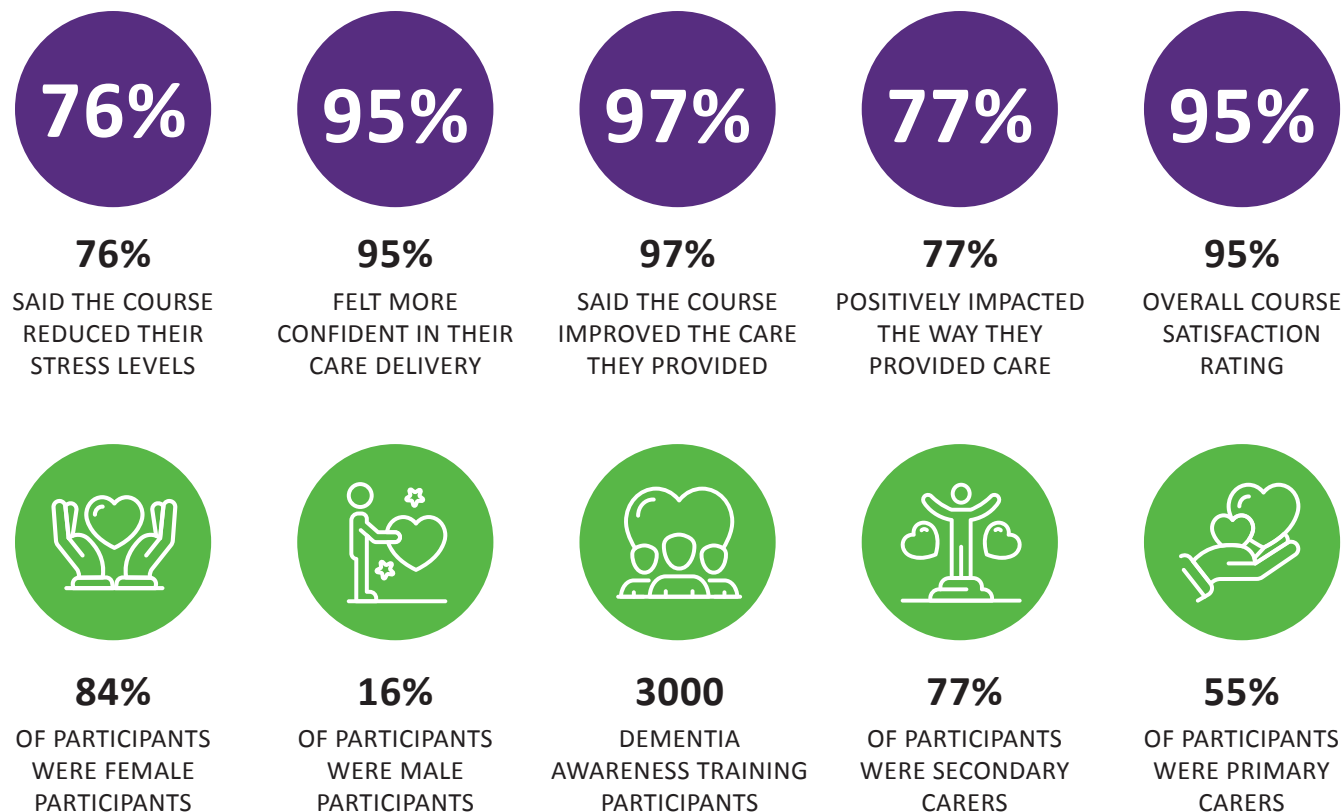 76%
95%
97%
77%
95%
76%
SAID THE COURSE
REDUCED THEIR
STRESS LEVELS
95%
FELT MORE
CONFIDENT IN THEIR
CARE DELIVERY
97%
SAID THE COURSE
IMPROVED THE CARE
THEY PROVIDED
77%
POSITIVELY IMPACTED
THE WAY THEY
PROVIDED CARE
95%
OVERALL COURSE
SATISFACTION
RATING
84%
OF PARTICIPANTS
WERE FEMALE
PARTICIPANTS
16%
OF PARTICIPANTS
WERE MALE
PARTICIPANTS
3000
DEMENTIA
AWARENESS TRAINING
PARTICIPANTS
77%
OF PARTICIPANTS
WERE SECONDARY
CARERS
55%
OF PARTICIPANTS
WERE PRIMARY
CARERS